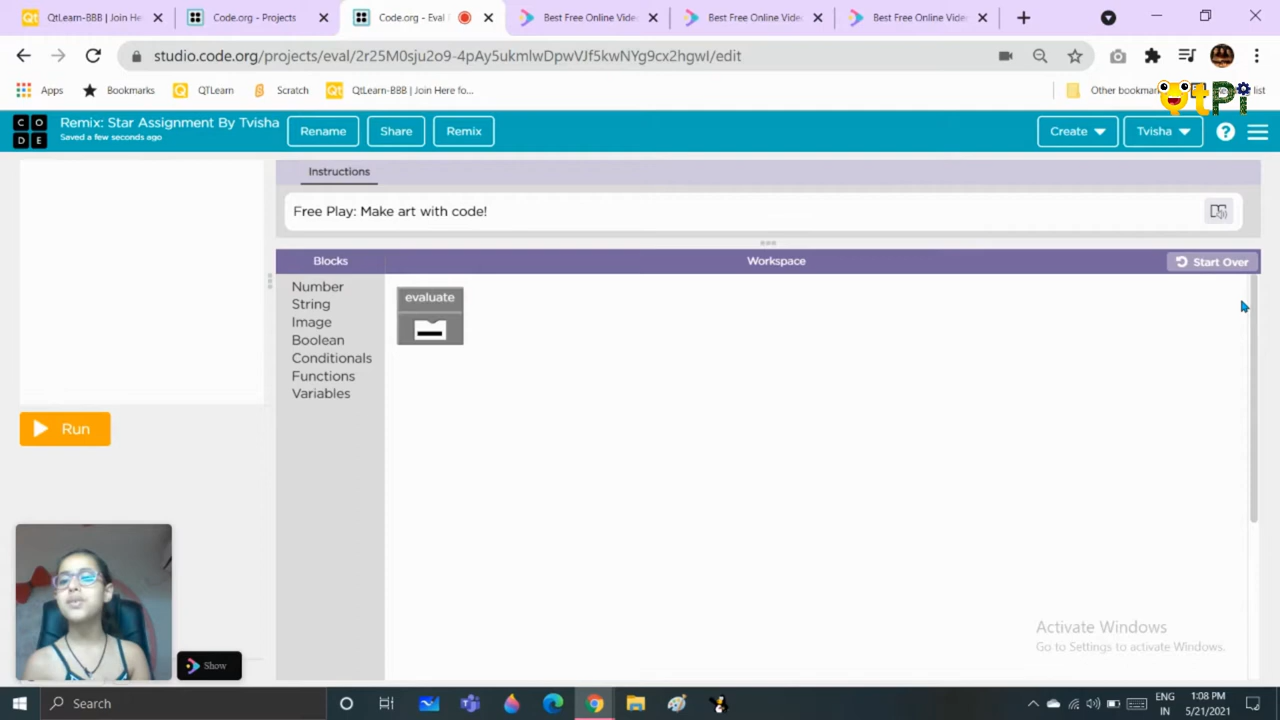 QtLearn-BBB | Join He
Code.org - Projects
Code.org - Eval
Best Free Online Vide
Best Free Online Vide
Best Free Online Vide
studio.code.org/projects/eval/2r25M0sju2o9-4pAy5ukmlwDpwVJf5kwNYg9cx2hgwI/edit
Apps
Bookmarks
QTLearn
Scratch
QtLearn-BBB | Join Here fo...
Other bookmar
list
QtPi
CODE
Remix: Star Assignment By Tvisha
Saved a few seconds ago
Rename
Share
Remix
Create
Tvisha
?
Instructions
Free Play: Make art with code!
Blocks
Workspace
Start Over
Number
String
Image
Boolean
Conditionals
Functions
Variables
evaluate
Run
Show
Activate Windows
Go to Settings to activate Windows.
Search
ENG
IN
1:08 PM
5/21/2021